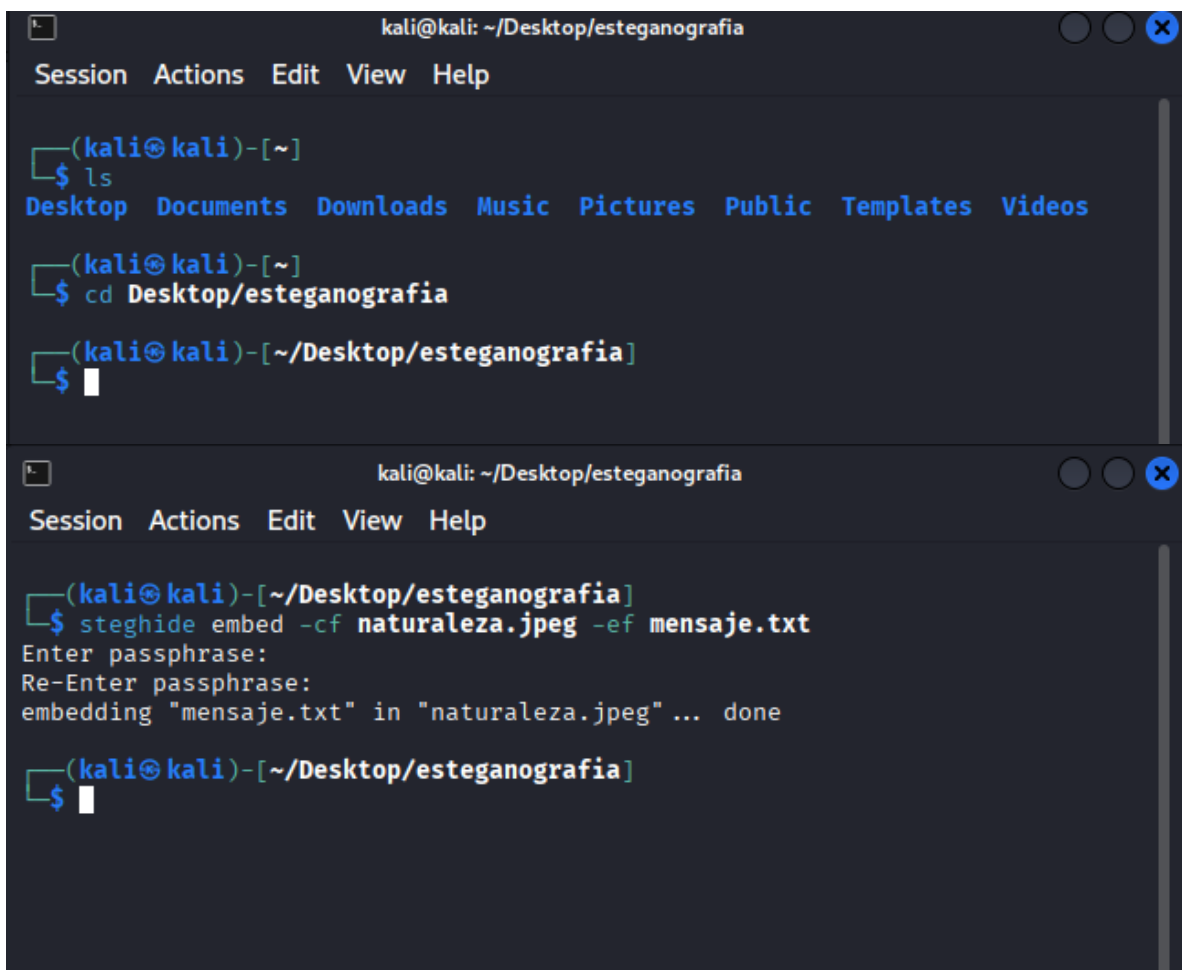 kali@kali: ~/Desktop/esteganografia
Session Actions Edit View Help
┌──(kali㉿kali)-[~]
└─$ ls
Desktop Documents Downloads Music Pictures Public Templates Videos
┌──(kali㉿kali)-[~]
└─$ cd Desktop/esteganografia
┌──(kali㉿kali)-[~/Desktop/esteganografia]
└─$
kali@kali: ~/Desktop/esteganografia
Session Actions Edit View Help
┌──(kali㉿kali)-[~/Desktop/esteganografia]
└─$ steghide embed -cf naturaleza.jpeg -ef mensaje.txt
Enter passphrase:
Re-Enter passphrase:
embedding "mensaje.txt" in "naturaleza.jpeg"... done
┌──(kali㉿kali)-[~/Desktop/esteganografia]
└─$